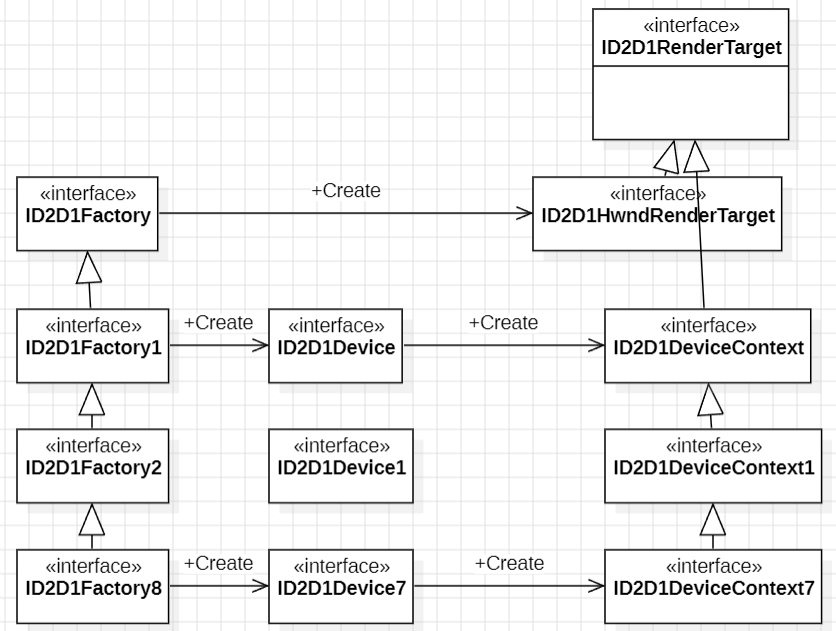 «interface»
ID2D1RenderTarget
«interface»
ID2D1Factory
+Create
«interface»
ID2D1HwndRenderTarget
«interface»
ID2D1Factory1
+Create
«interface»
ID2D1Device
+Create
«interface»
ID2D1DeviceContext
«interface»
ID2D1Factory2
«interface»
ID2D1Device1
«interface»
ID2D1DeviceContext1
«interface»
ID2D1Factory8
+Create
«interface»
ID2D1Device7
+Create
«interface»
ID2D1DeviceContext7